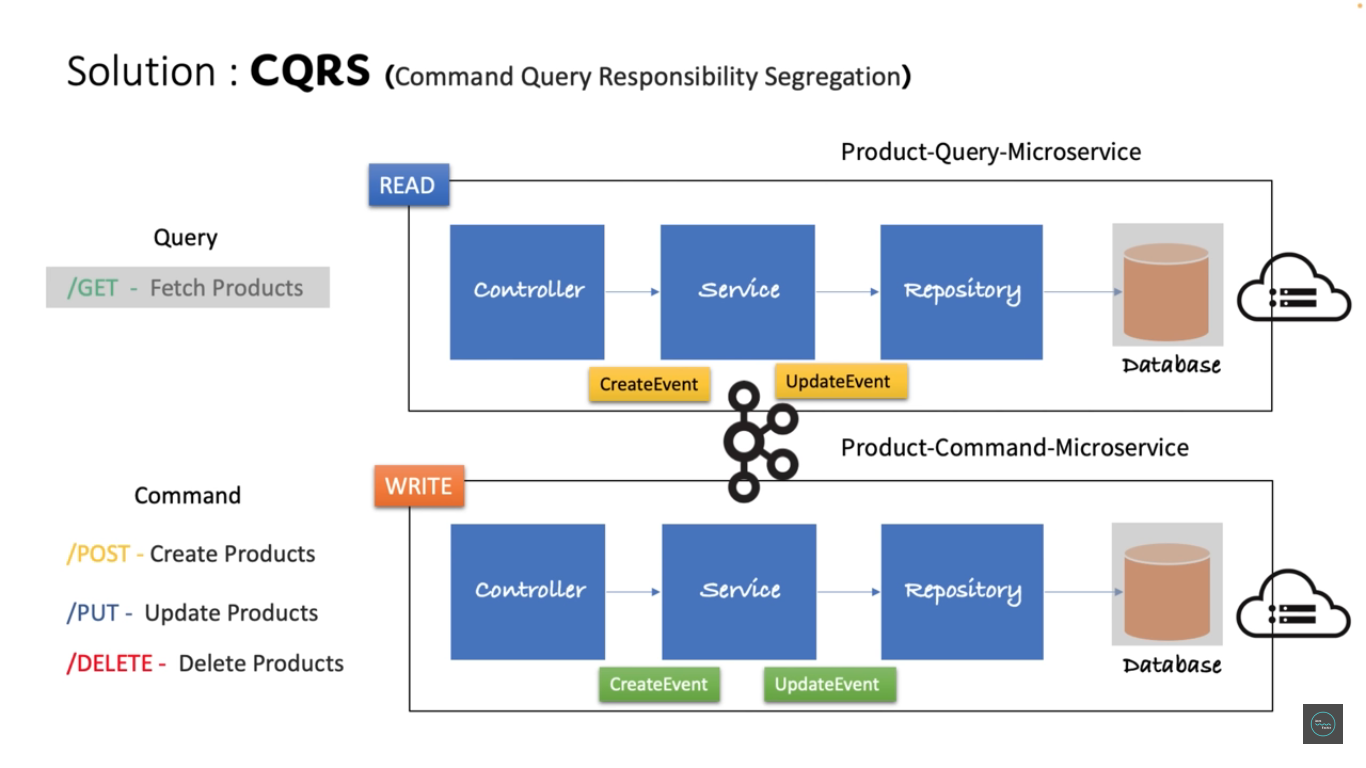 Solution : CQRS (Command Query Responsibility Segregation)
Product-Query-Microservice
READ
Query
/GET - Fetch Products
Controller
Service
Repository
Database
CreateEvent
UpdateEvent
Product-Command-Microservice
WRITE
Command
/POST - Create Products
/PUT - Update Products
/DELETE - Delete Products
Controller
Service
Repository
Database
CreateEvent
UpdateEvent